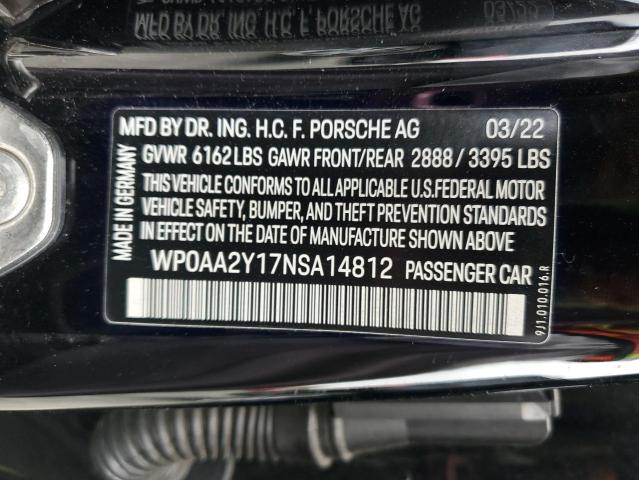 MFD BY DR. ING. H.C. F. PORSCHE AG 03/22
GVWR 6162 LBS GAWR FRONT/REAR 2888 / 3395 LBS
THIS VEHICLE CONFORMS TO ALL APPLICABLE U.S. FEDERAL MOTOR
VEHICLE SAFETY, BUMPER, AND THEFT PREVENTION STANDARDS
IN EFFECT ON THE DATE OF MANUFACTURE SHOWN ABOVE.
WP0AA2Y17NSA14812 PASSENGER CAR
MADE IN GERMANY
9J1.010.016.R